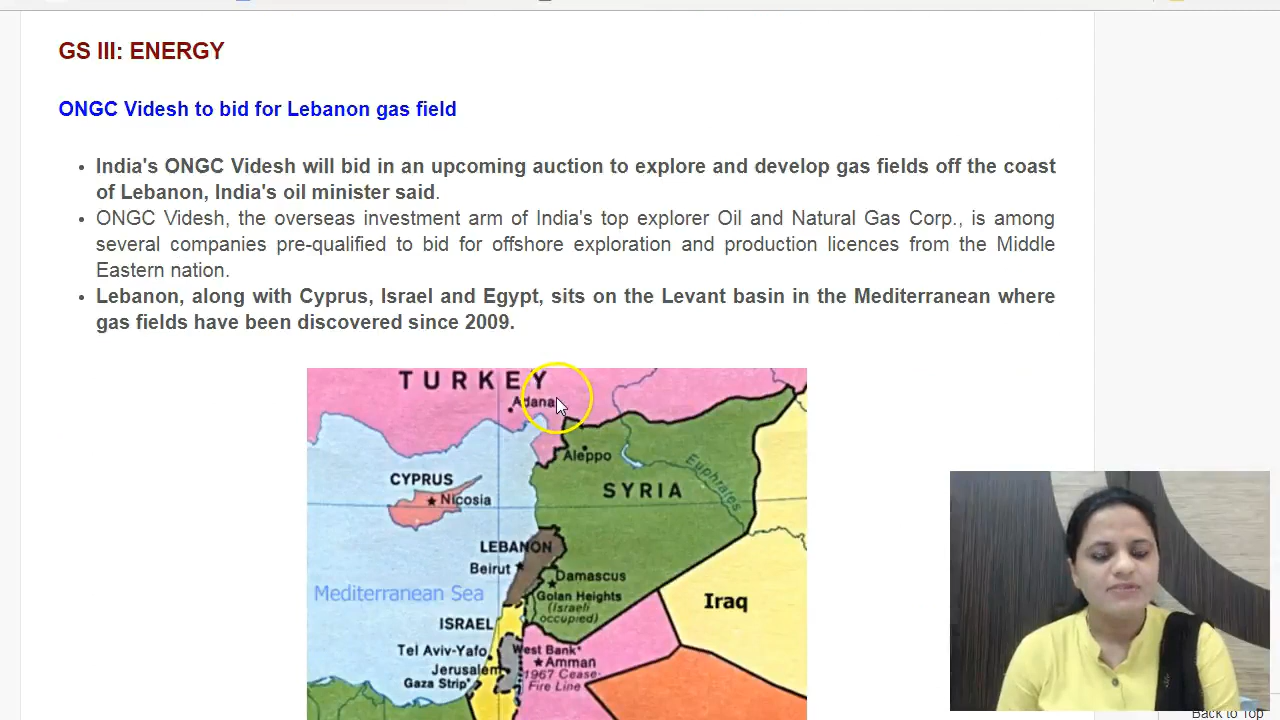 GS III: ENERGY
ONGC Videsh to bid for Lebanon gas field
India's ONGC Videsh will bid in an upcoming auction to explore and develop gas fields off the coast
of Lebanon, India's oil minister said.
ONGC Videsh, the overseas investment arm of India's top explorer Oil and Natural Gas Corp., is among
several companies pre-qualified to bid for offshore exploration and production licences from the Middle
Eastern nation.
Lebanon, along with Cyprus, Israel and Egypt, sits on the Levant basin in the Mediterranean where
gas fields have been discovered since 2009.
TURKEY
Adana
Aleppo
Euphrates
CYPRUS
Nicosia
SYRIA
LEBANON
Beirut
Damascus
Mediterranean Sea
Golan Heights
(Israeli
occupied)
Iraq
ISRAEL
Tel Aviv-Yafo
West Bank*
Jerusalem
Amman
Gaza Strip*
1967 Cease-
Fire Line
Back to Top